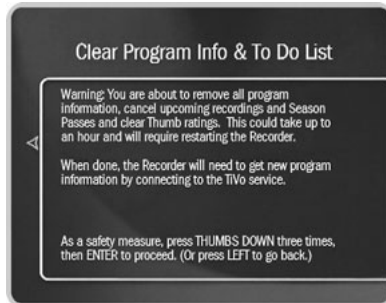 Clear Program Info & To Do List
Warning: You are about to remove all program
information, cancel upcoming recordings and Season
Passes and clear Thumb ratings. This could take up to
an hour and will require restarting the Recorder.
When done, the Recorder will need to get new program
information by connecting to the TiVo service.
As a safety measure, press THUMBS DOWN three times,
then ENTER to proceed. (Or press LEFT to go back.)